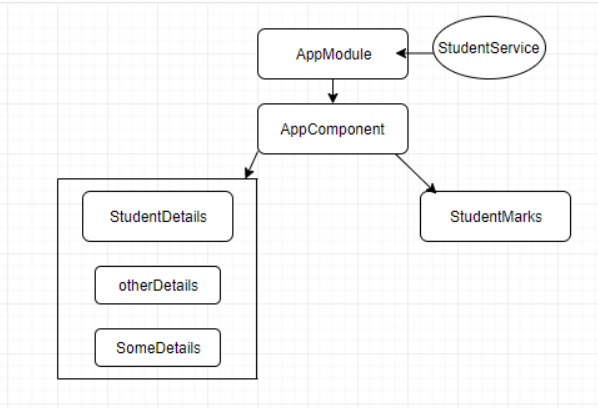 StudentService
AppModule
AppComponent
StudentDetails
StudentMarks
otherDetails
SomeDetails